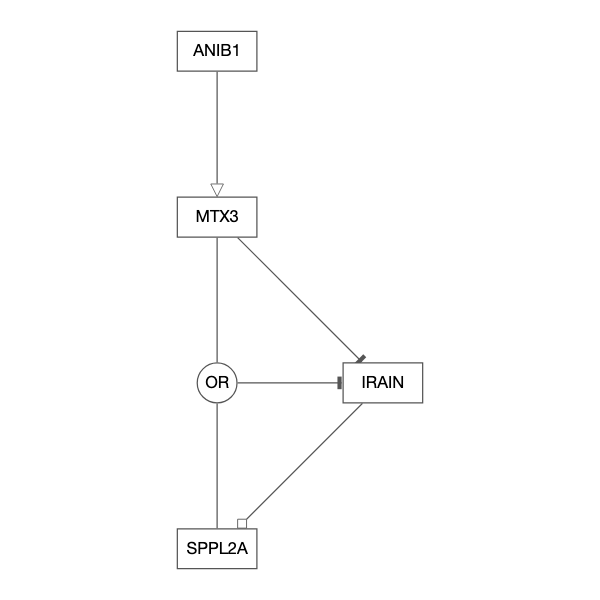 ANIB1
MTX3
OR
IRAIN
SPPL2A